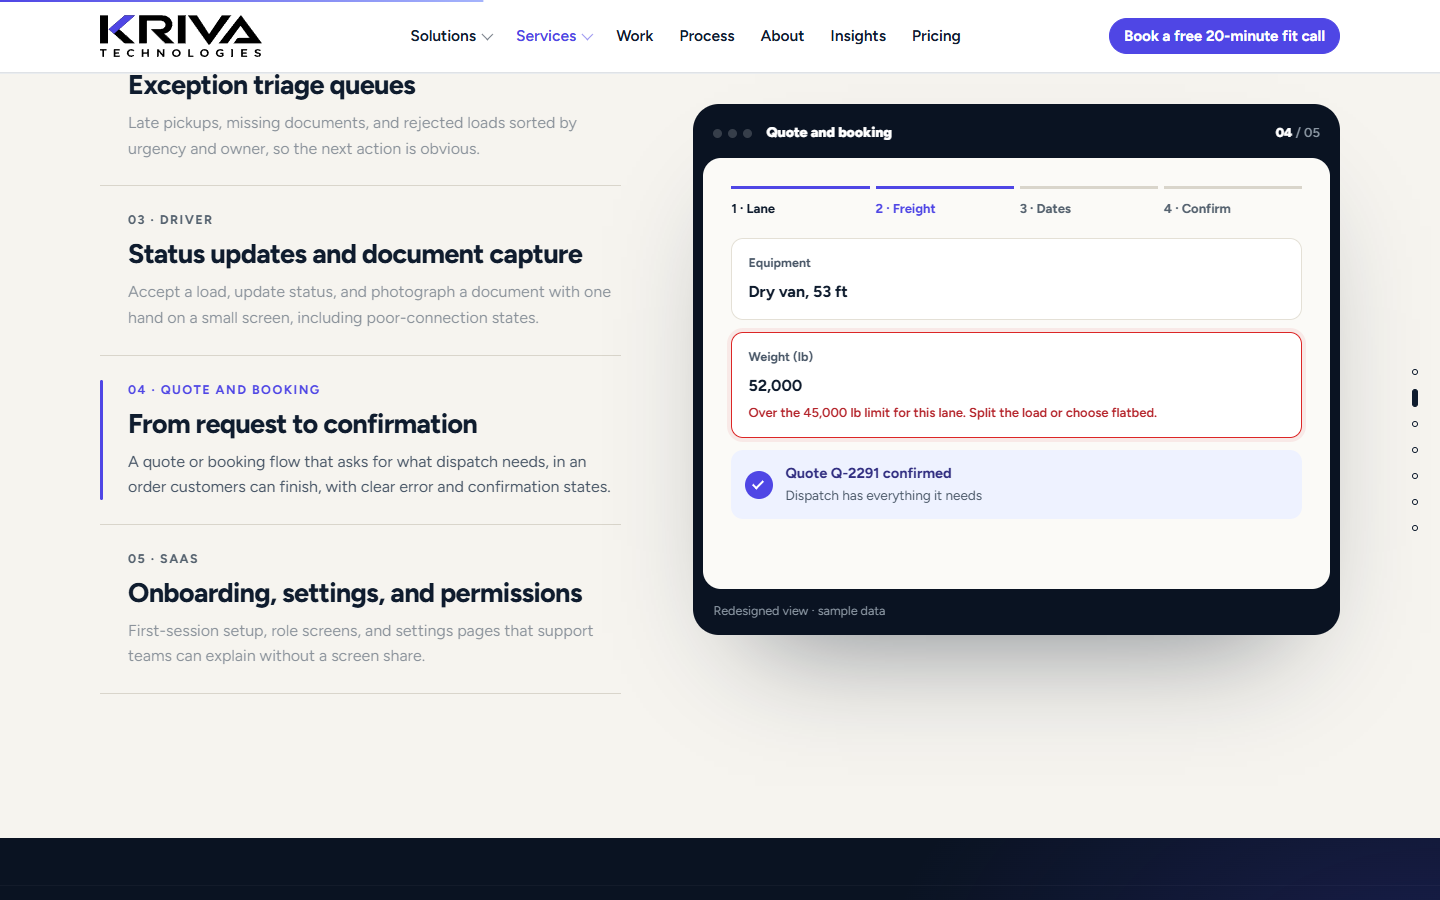 KRIVA
TECHNOLOGIES
Solutions
Services
Work
Process
About
Insights
Pricing
Book a free 20-minute fit call
Exception triage queues
Late pickups, missing documents, and rejected loads sorted by
urgency and owner, so the next action is obvious.
03 · DRIVER
Status updates and document capture
Accept a load, update status, and photograph a document with one
hand on a small screen, including poor-connection states.
04 · QUOTE AND BOOKING
From request to confirmation
A quote or booking flow that asks for what dispatch needs, in an
order customers can finish, with clear error and confirmation states.
05 · SAAS
Onboarding, settings, and permissions
First-session setup, role screens, and settings pages that support
teams can explain without a screen share.
Quote and booking
04 / 05
1 · Lane
2 · Freight
3 · Dates
4 · Confirm
Equipment
Dry van, 53 ft
Weight (lb)
52,000
Over the 45,000 lb limit for this lane. Split the load or choose flatbed.
Quote Q-2291 confirmed
Dispatch has everything it needs
Redesigned view · sample data